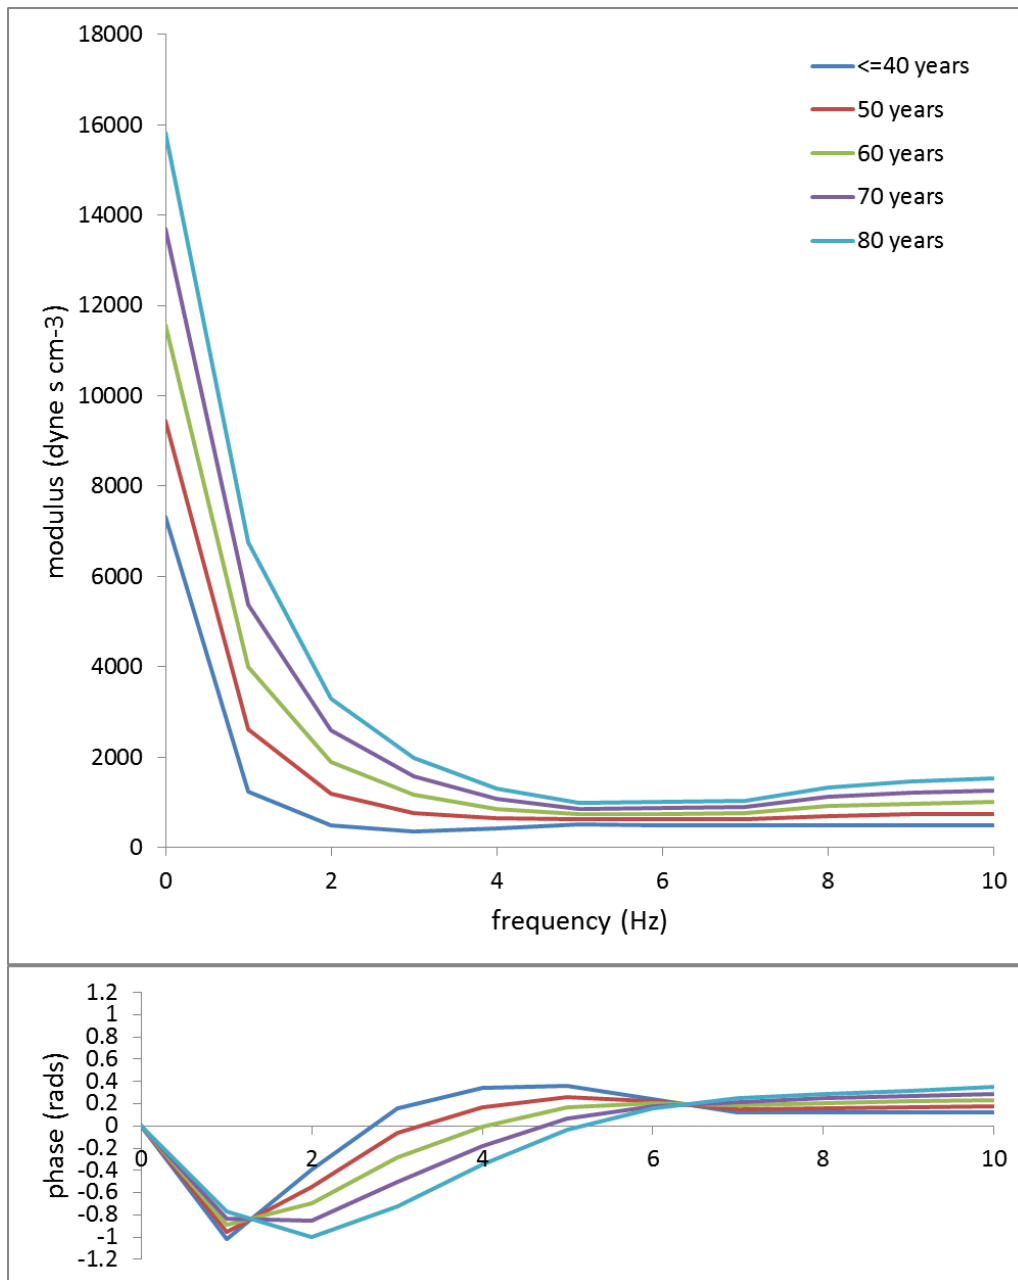 18000
16000
14000
12000
10000
8000
6000
4000
2000
0
modulus (dyne s cm-3)
<=40 years
50 years
60 years
70 years
80 years
0 2 4 6 8 10
frequency (Hz)
1.2
1
0.8
0.6
0.4
0.2
0
-0.2
-0.4
-0.6
-0.8
-1
-1.2
phase (rads)
0 2 4 6 8 10